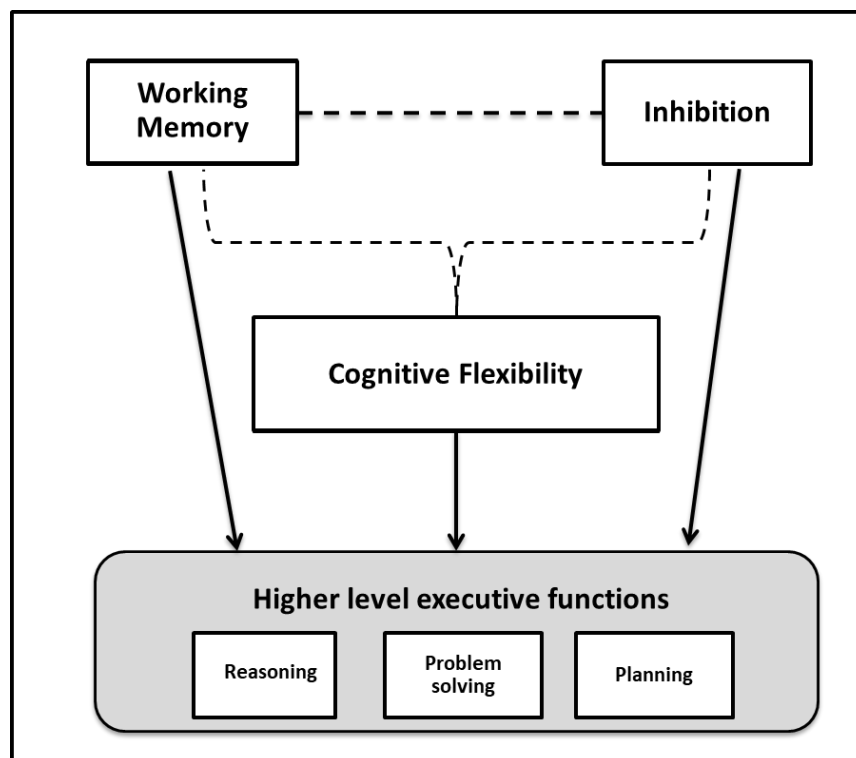 Working
Memory
Inhibition
Cognitive Flexibility
Higher level executive functions
Reasoning
Problem
solving
Planning